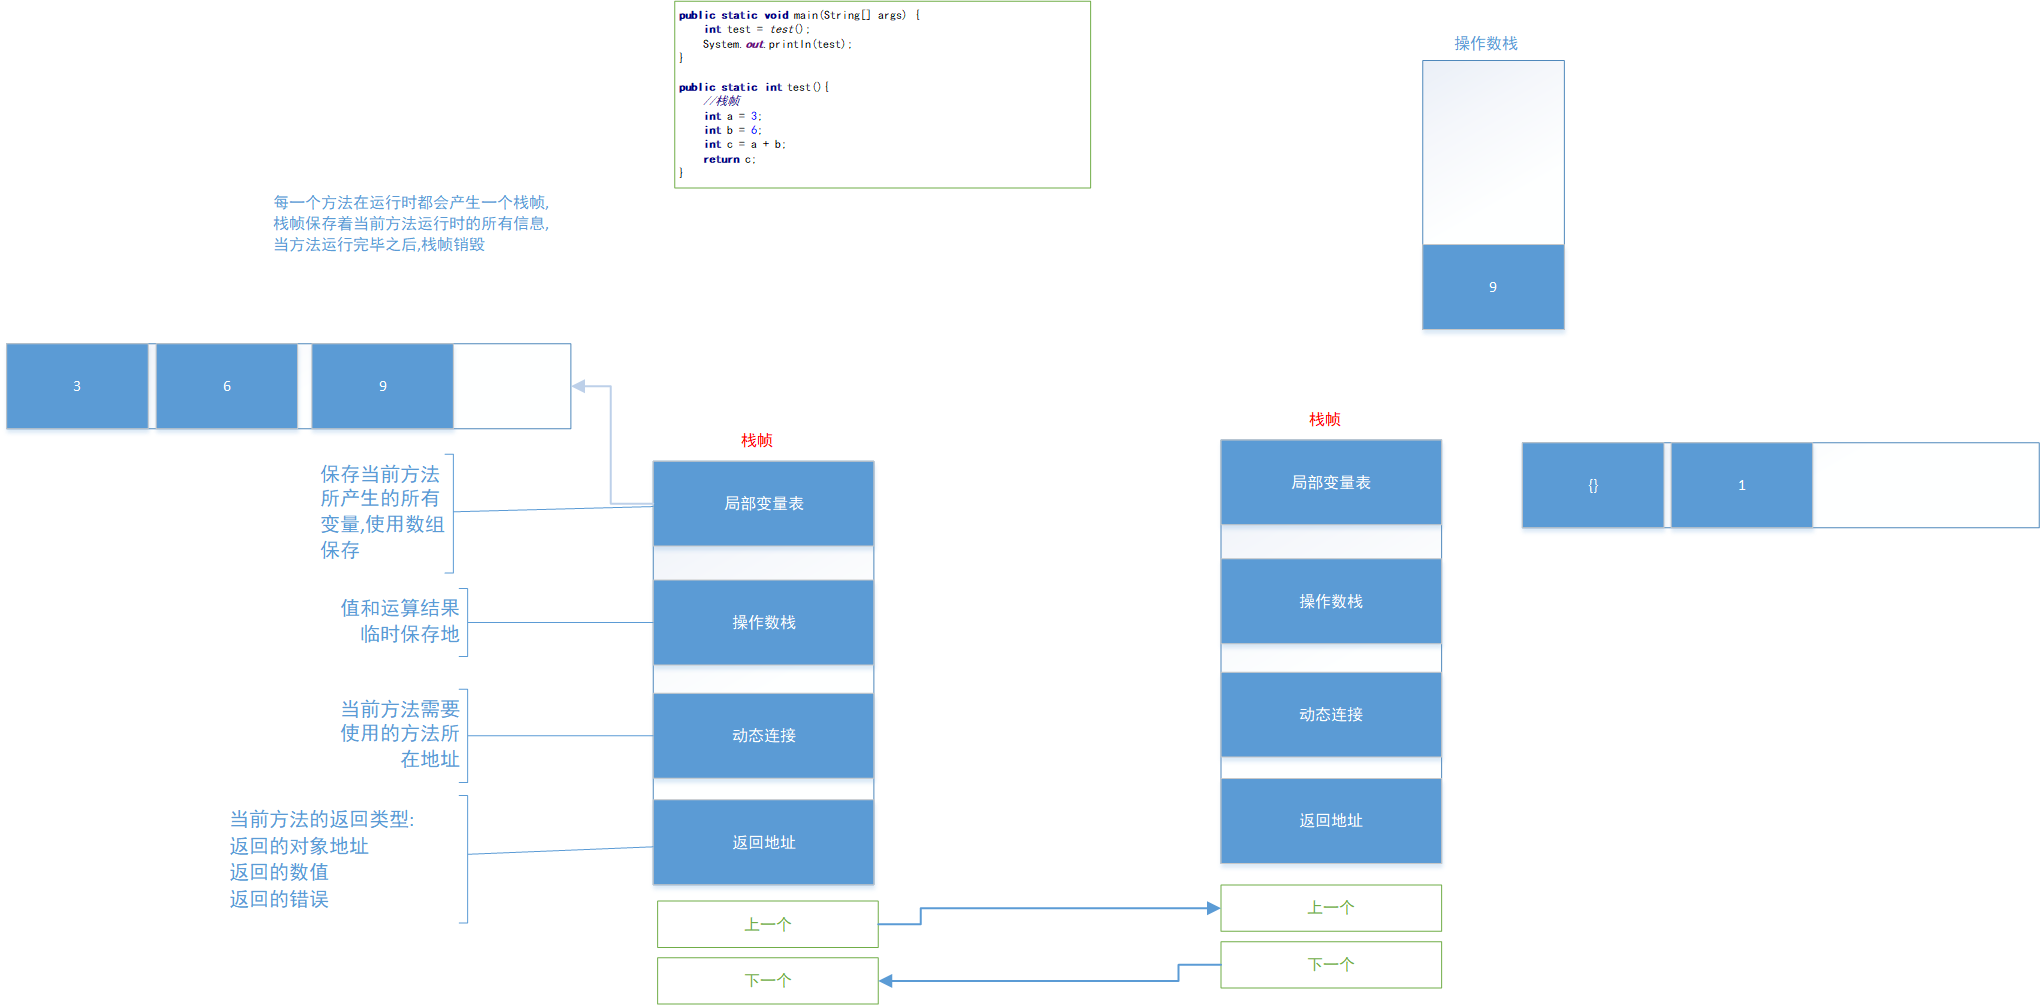 public static void main(String[] args) {
    int test = test();
    System.out.println(test);
}
public static int test(){
    //栈帧
    int a = 3;
    int b = 6;
    int c = a + b;
    return c;
}
操作数栈
9
每一个方法在运行时都会产生一个栈帧,
栈帧保存着当前方法运行时的所有信息,
当方法运行完毕之后,栈帧销毁
3
6
9
保存当前方法
所产生的所有
变量,使用数组
保存
值和运算结果
临时保存地
当前方法需要
使用的方法所
在地址
当前方法的返回类型:
返回的对象地址
返回的数值
返回的错误
栈帧
局部变量表
操作数栈
动态连接
返回地址
上一个
下一个
栈帧
局部变量表
操作数栈
动态连接
返回地址
上一个
下一个
{}
1